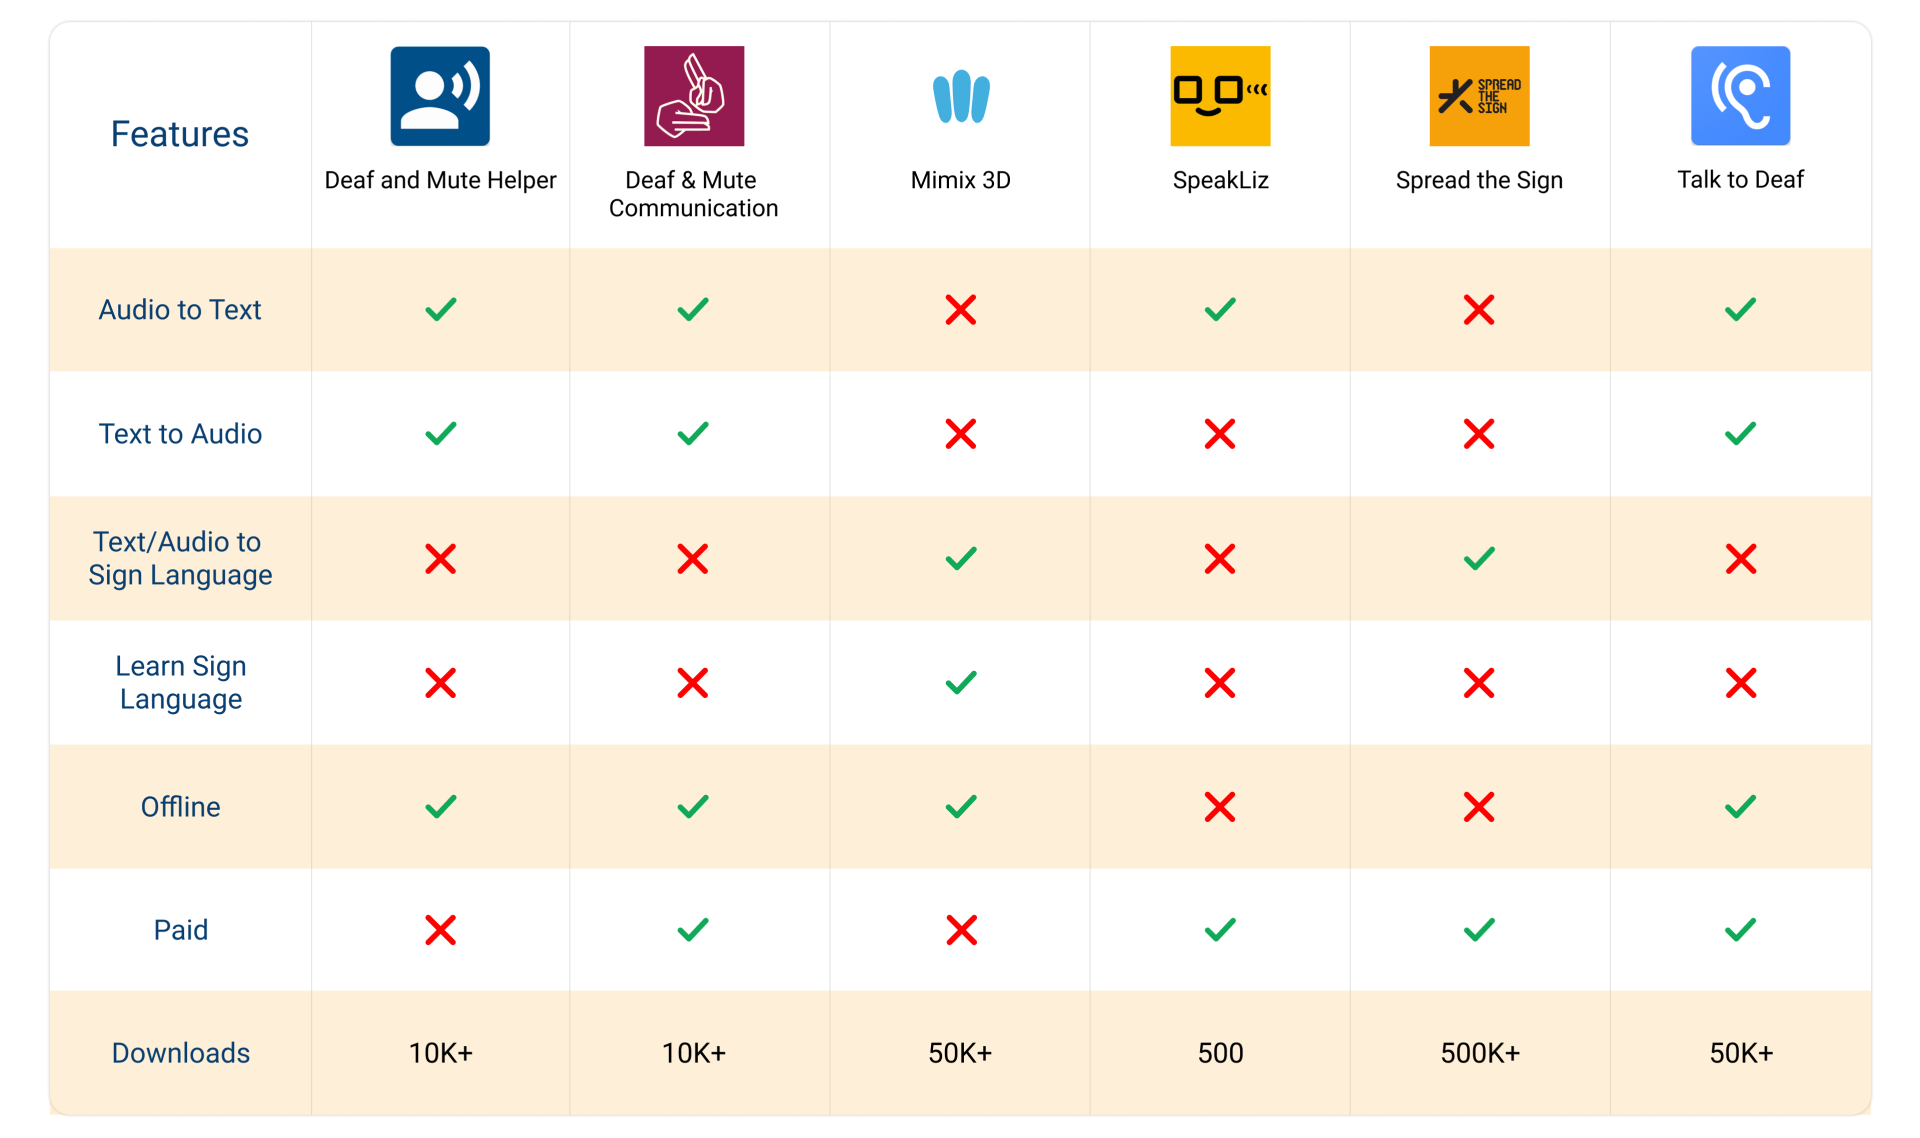 Features
Deaf and Mute Helper
Deaf & Mute
Communication
Mimix 3D
SpeakLiz
SPREAD
THE
SIGN
Spread the Sign
Talk to Deaf
Audio to Text
Text to Audio
Text/Audio to
Sign Language
Learn Sign
Language
Offline
Paid
Downloads
10K+
10K+
50K+
500
500K+
50K+